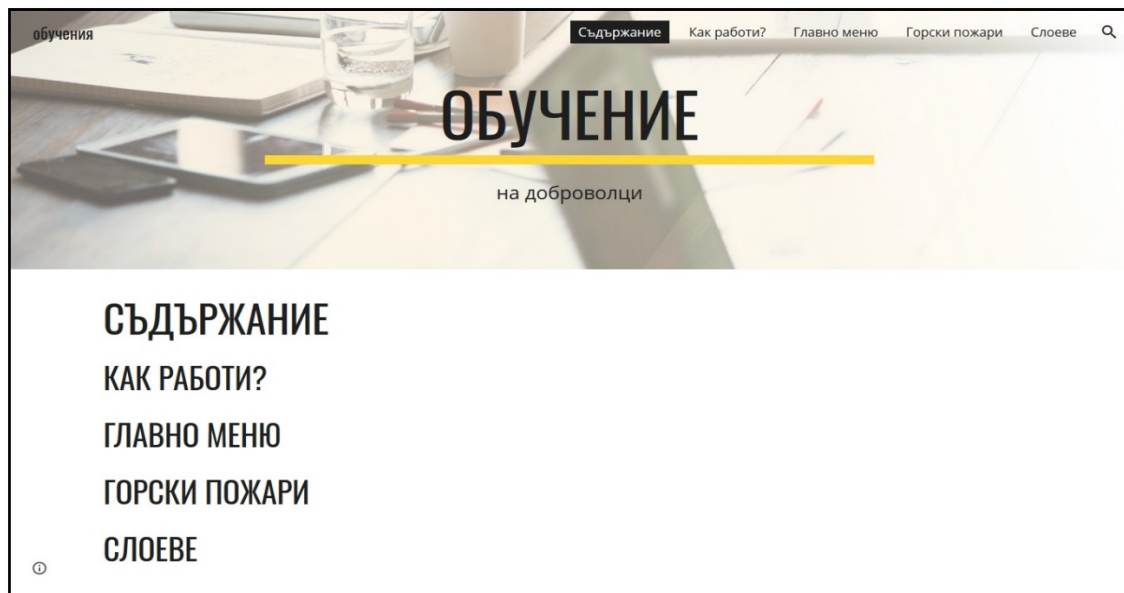 обучения
Съдържание Как работи? Главно меню Горски пожари Слоеве
ОБУЧЕНИЕ
на доброволци
СЪДЪРЖАНИЕ
КАК РАБОТИ?
ГЛАВНО МЕНЮ
ГОРСКИ ПОЖАРИ
СЛОЕВЕ